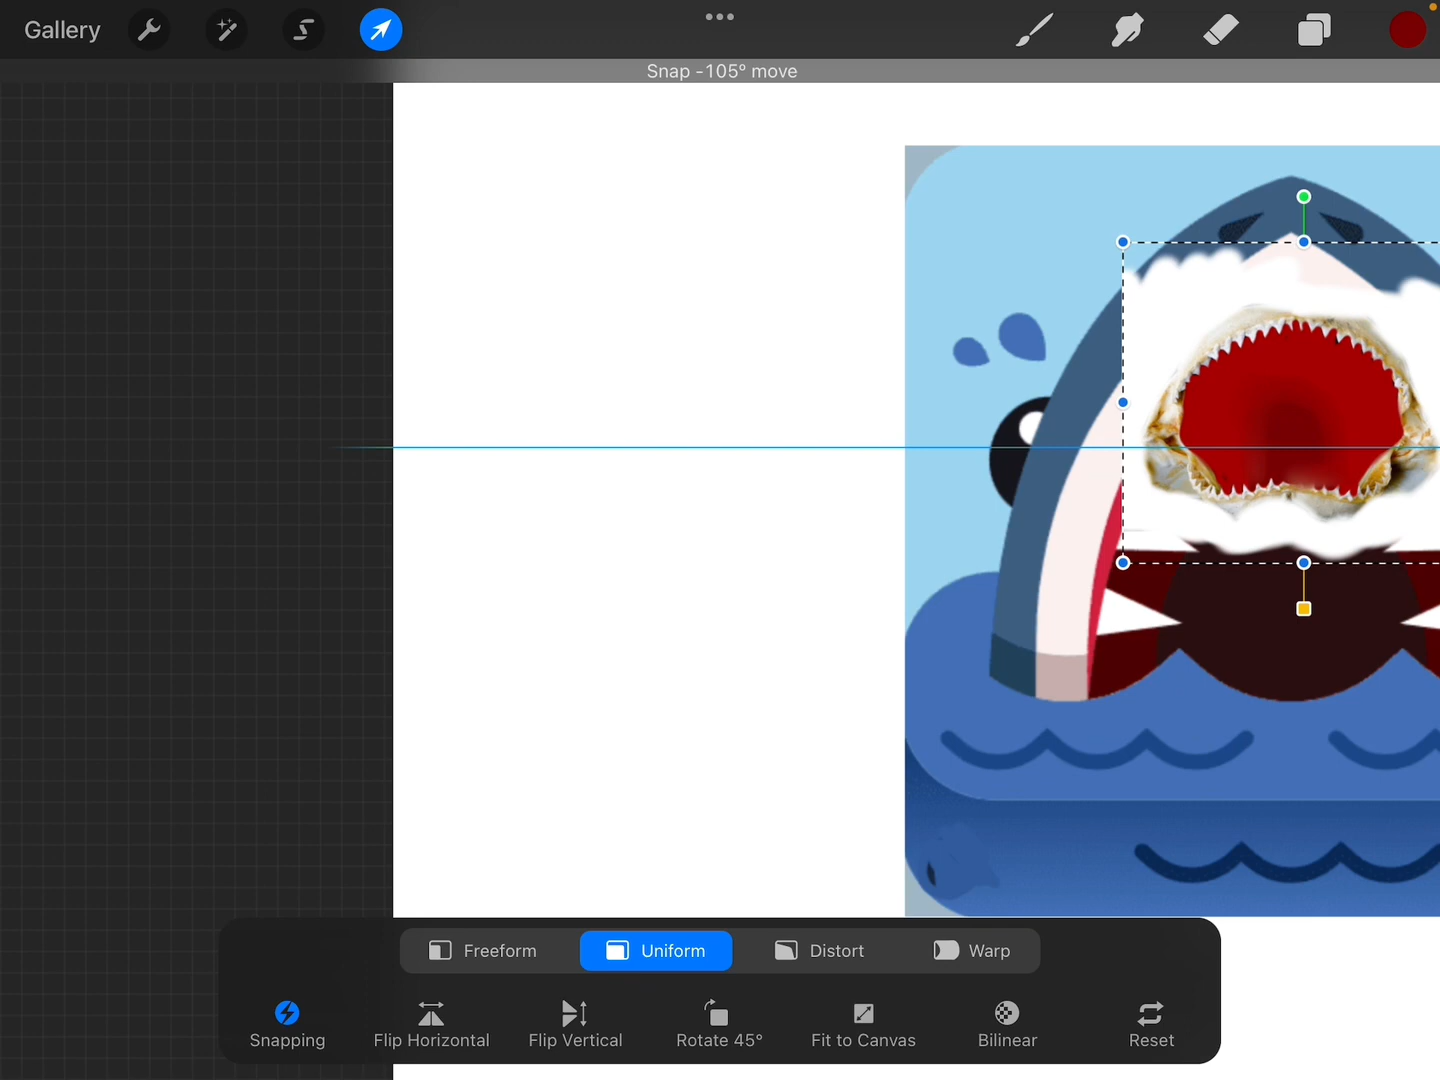 Gallery
Snap -105° move
Freeform
Uniform
Distort
Warp
Snapping
Flip Horizontal
Flip Vertical
Rotate 45°
Fit to Canvas
Bilinear
Reset